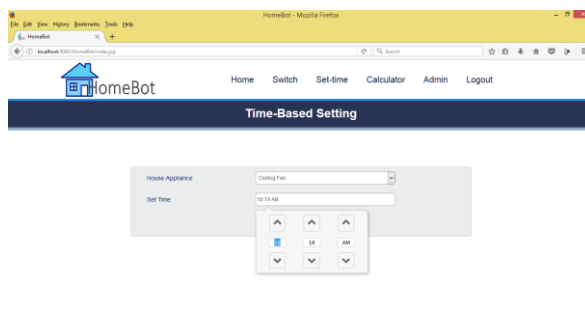 HomeBot - Mozilla Firefox
File Edit View History Bookmarks Tools Help
HomeBot
localhost:8080/HomeBot/index.jsp
Search
HomeBot
Home Switch Set-time Calculator Admin Logout
Time-Based Setting
House Appliance
Ceiling Fan
Set Time
10:19 AM
10 19 AM